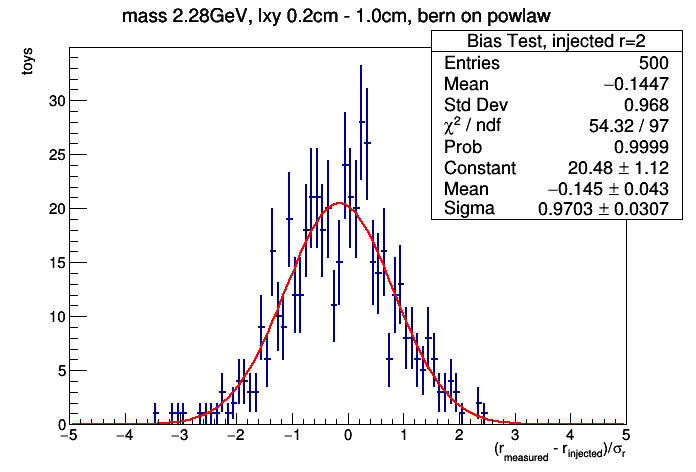 mass 2.28GeV, lxy 0.2cm - 1.0cm, bern on powlaw
Bias Test, injected r=2
Entries 500
Mean −0.1447
Std Dev 0.968
χ² / ndf 54.32 / 97
Prob 0.9999
Constant 20.48 ± 1.12
Mean −0.145 ± 0.043
Sigma 0.9703 ± 0.0307
toys
30
25
20
15
10
5
0
−5 −4 −3 −2 −1 0 1 2 3 4 5
(r_measured - r_injected)/σ_r